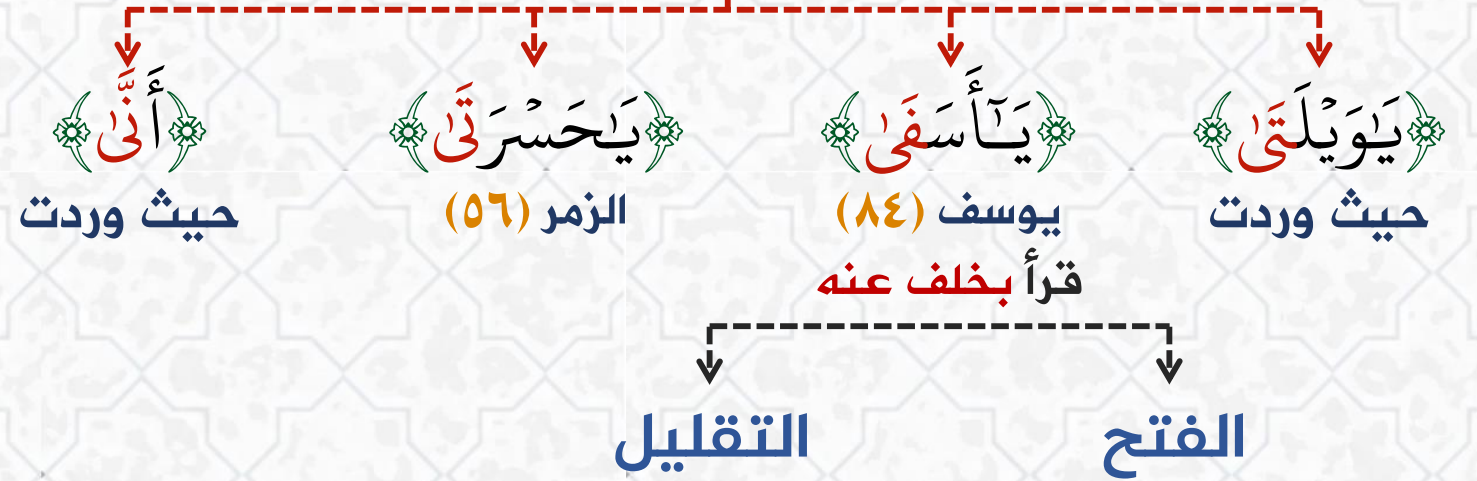 ﴿يَـٰوَيْلَتَىٰ﴾ ﴿يَـٰٓأَسَفَىٰ﴾ ﴿يَـٰحَسْرَتَىٰ﴾ ﴿أَنَّىٰ﴾
حيث وردت يوسف (٨٤) الزمر (٥٦) حيث وردت
قرأ بخلف عنه
الفتح التقليل